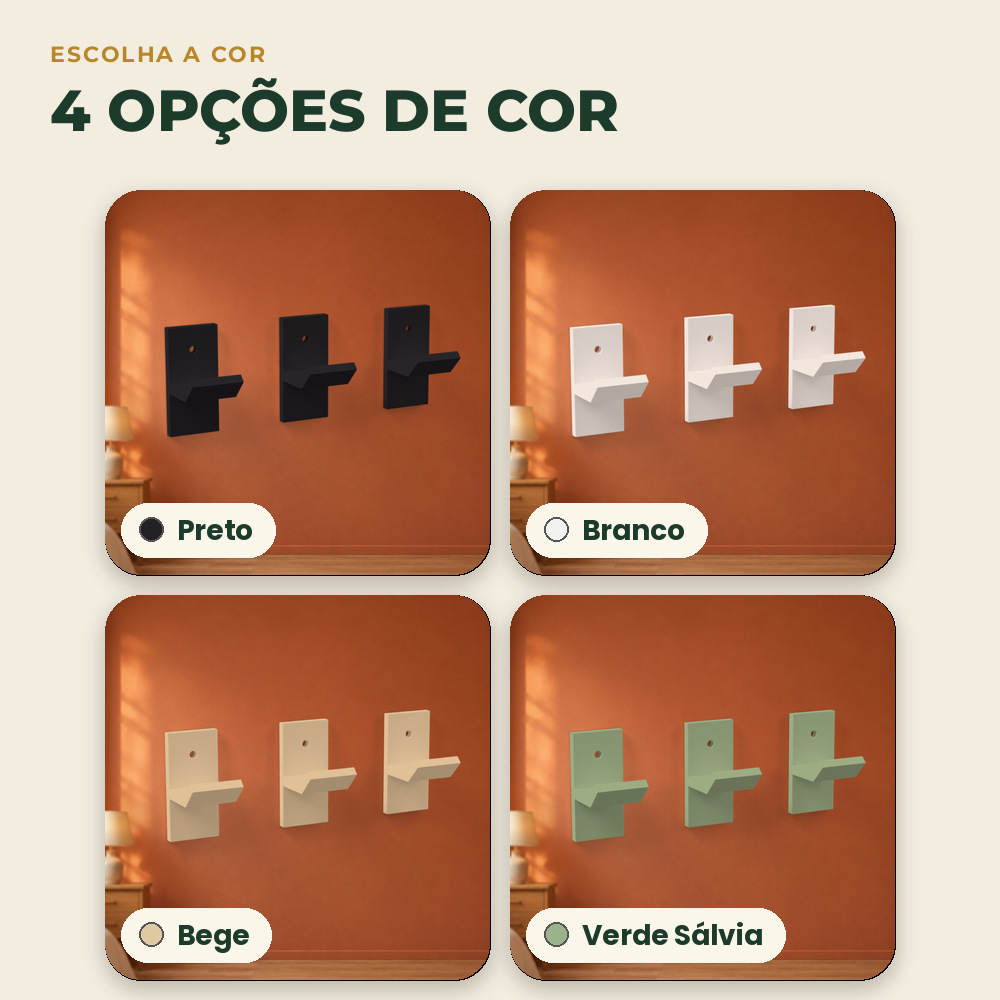 ESCOLHA A COR
4 OPÇÕES DE COR
Preto
Branco
Bege
Verde Sálvia